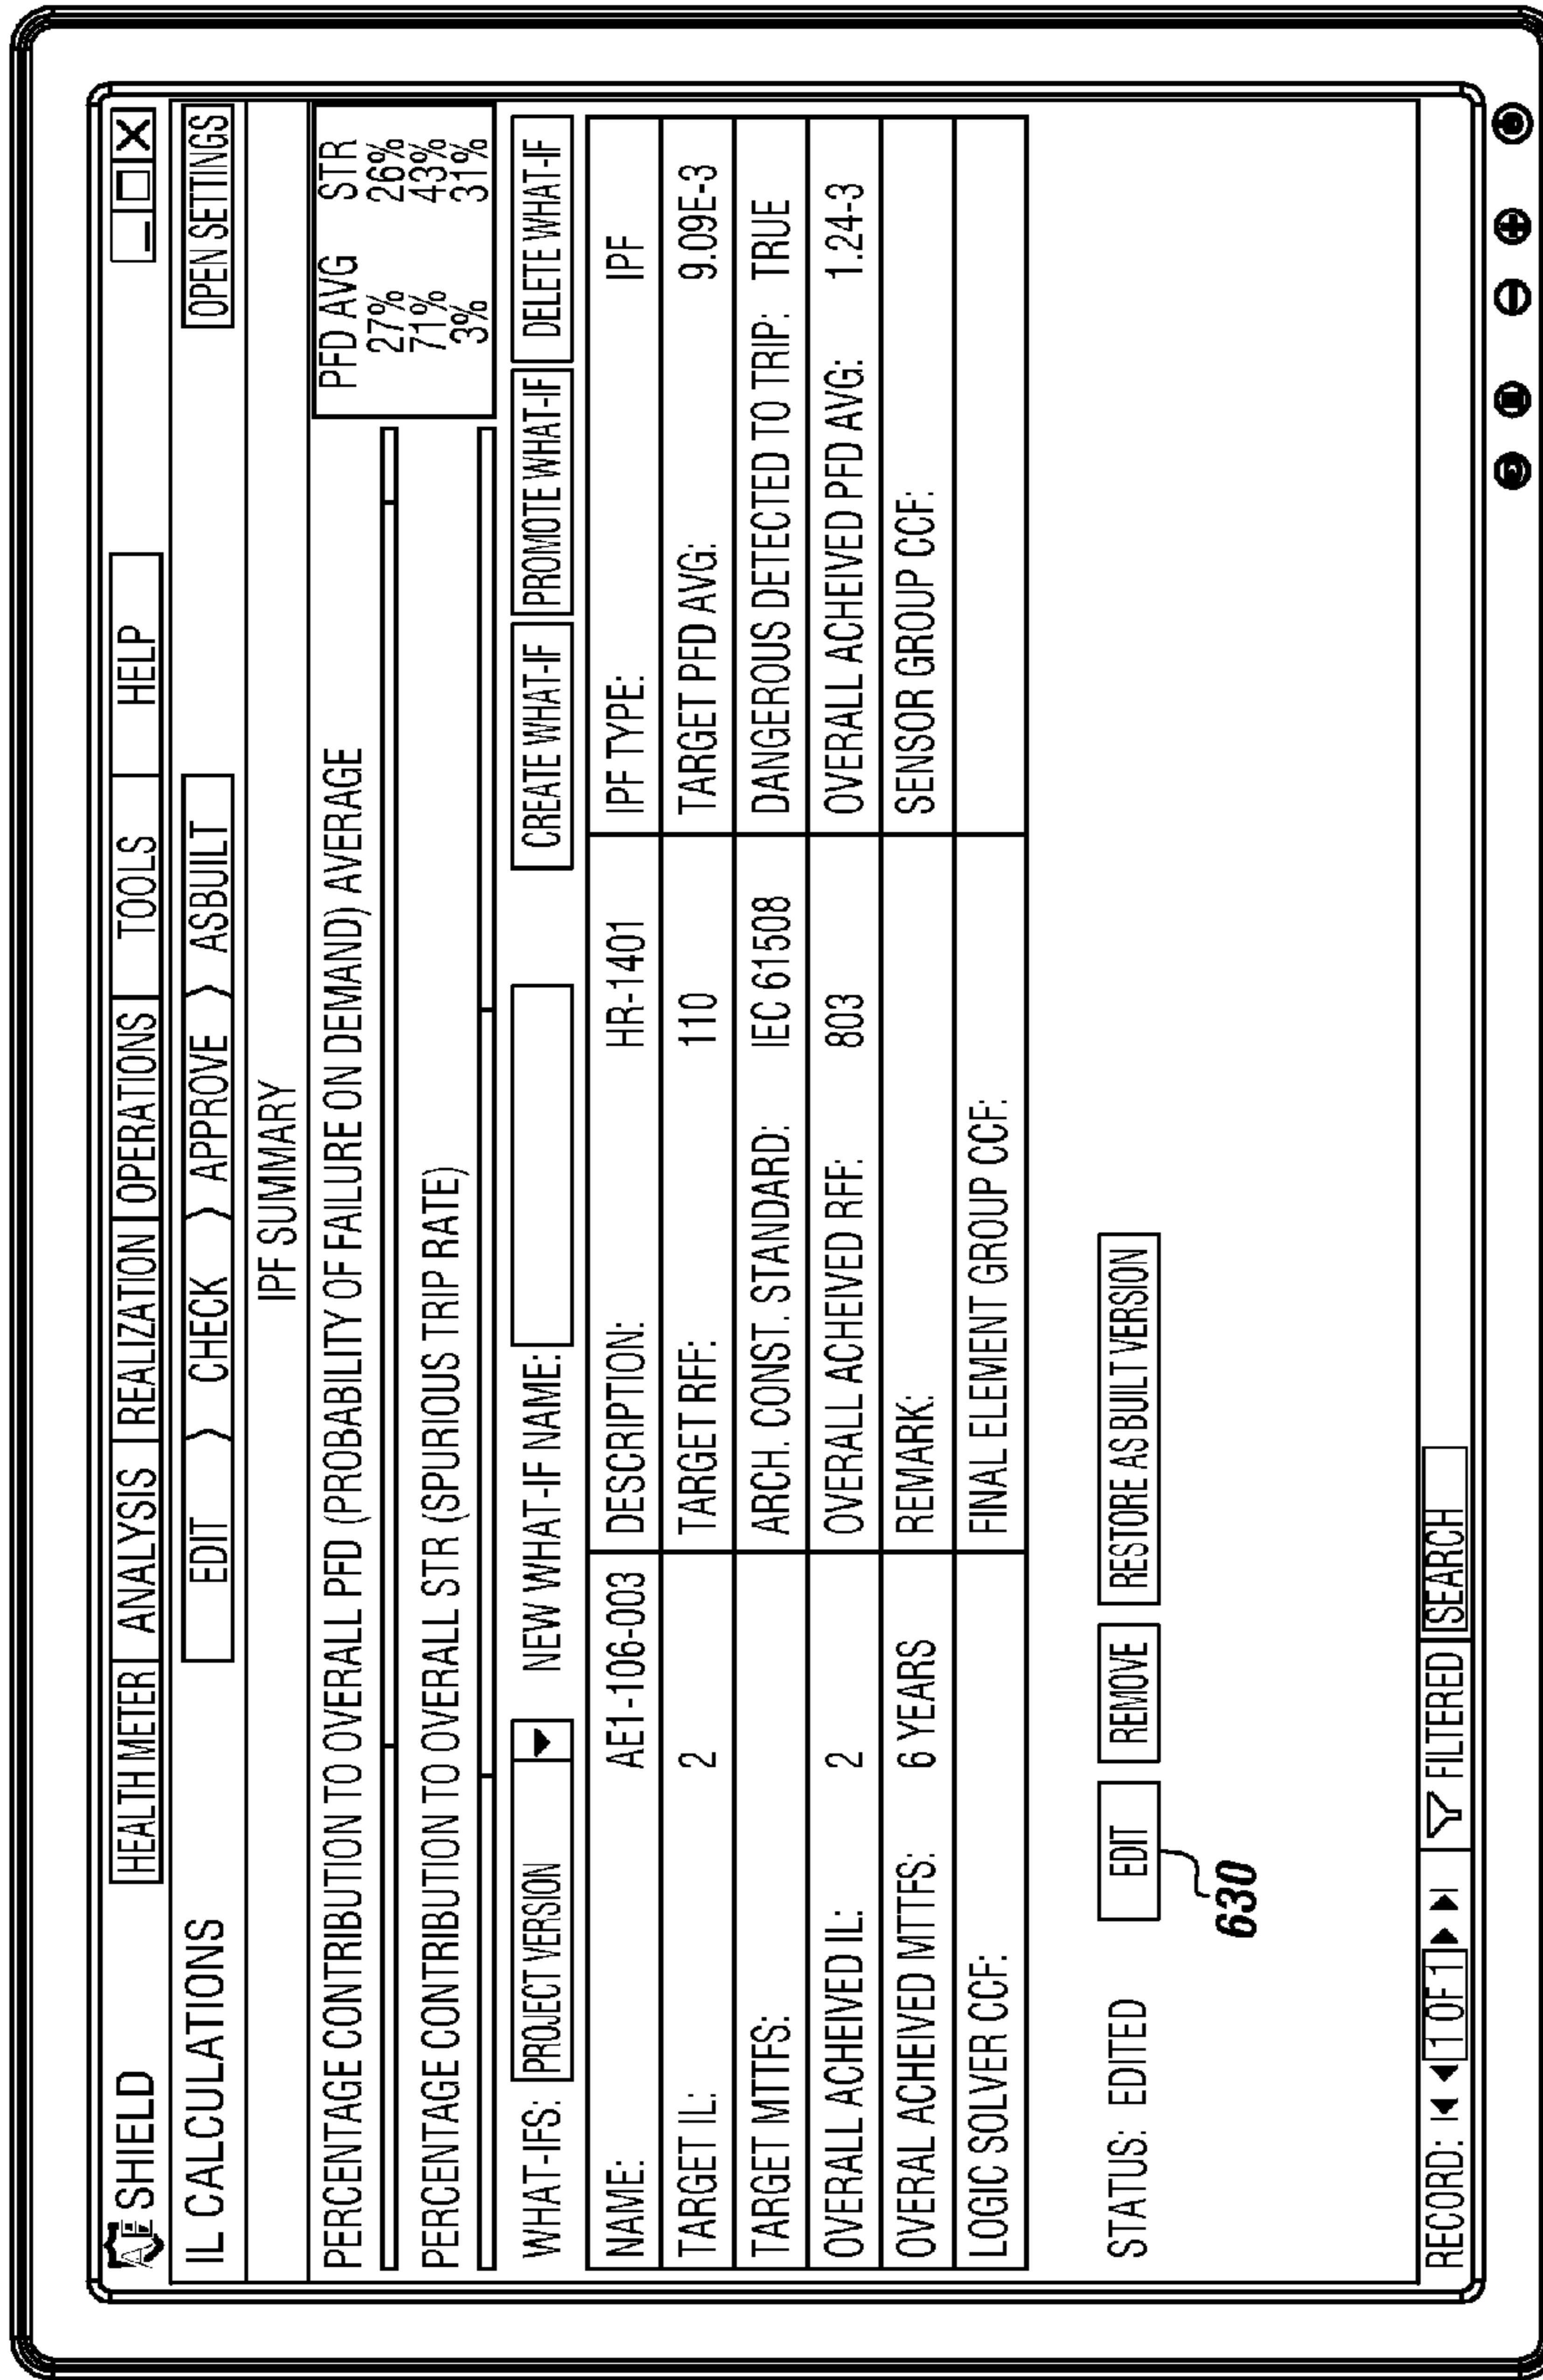 AE SHIELD HEALTH METER ANALYSIS REALIZATION OPERATIONS TOOLS HELP
IL CALCULATIONS EDIT CHECK APPROVE ASBUILT OPEN SETTINGS
IPF SUMMARY
PERCENTAGE CONTRIBUTION TO OVERALL PFD (PROBABILITY OF FAILURE ON DEMAND) AVERAGE PFD AVG STR
27% 26%
71% 43%
PERCENTAGE CONTRIBUTION TO OVERALL STR (SPURIOUS TRIP RATE) 3% 31%
WHAT-IFS: PROJECT VERSION NEW WHAT-IF NAME: CREATE WHAT-IF PROMOTE WHAT-IF DELETE WHAT-IF
NAME: AE1-106-003 DESCRIPTION: HR-1401 IPF TYPE: IPF
TARGET IL: 2 TARGET RFF: 110 TARGET PFD AVG: 9.09E-3
TARGET MTTFS: ARCH. CONST. STANDARD: IEC 61508 DANGEROUS DETECTED TO TRIP: TRUE
OVERALL ACHEIVED IL: 2 OVERALL ACHEIVED RFF: 803 OVERALL ACHEIVED PFD AVG: 1.24-3
OVERAL ACHEIVED MTTFS: 6 YEARS REMARK: SENSOR GROUP CCF:
LOGIC SOLVER CCF: FINAL ELEMENT GROUP CCF:
STATUS: EDITED EDIT REMOVE RESTORE AS BUILT VERSION
630
RECORD: 1 OF 1 FILTERED SEARCH